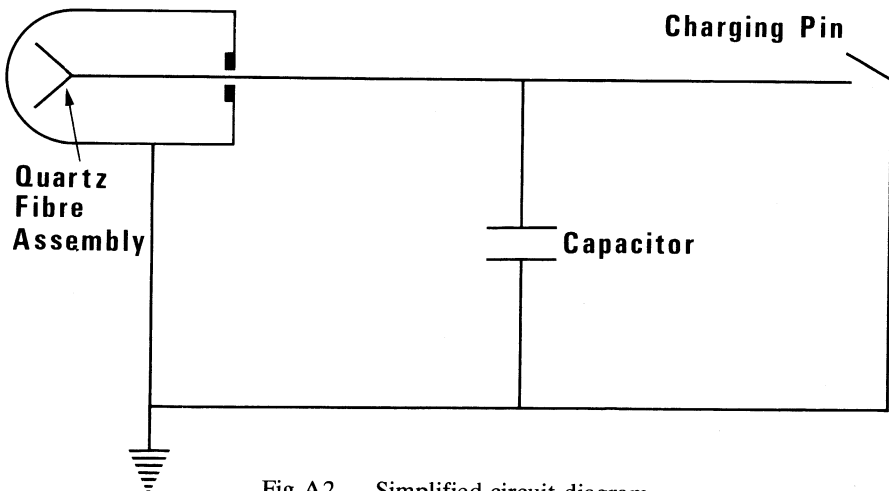 Charging Pin
Quartz
Fibre
Assembly
Capacitor
Fig A2 Simplified circuit diagram